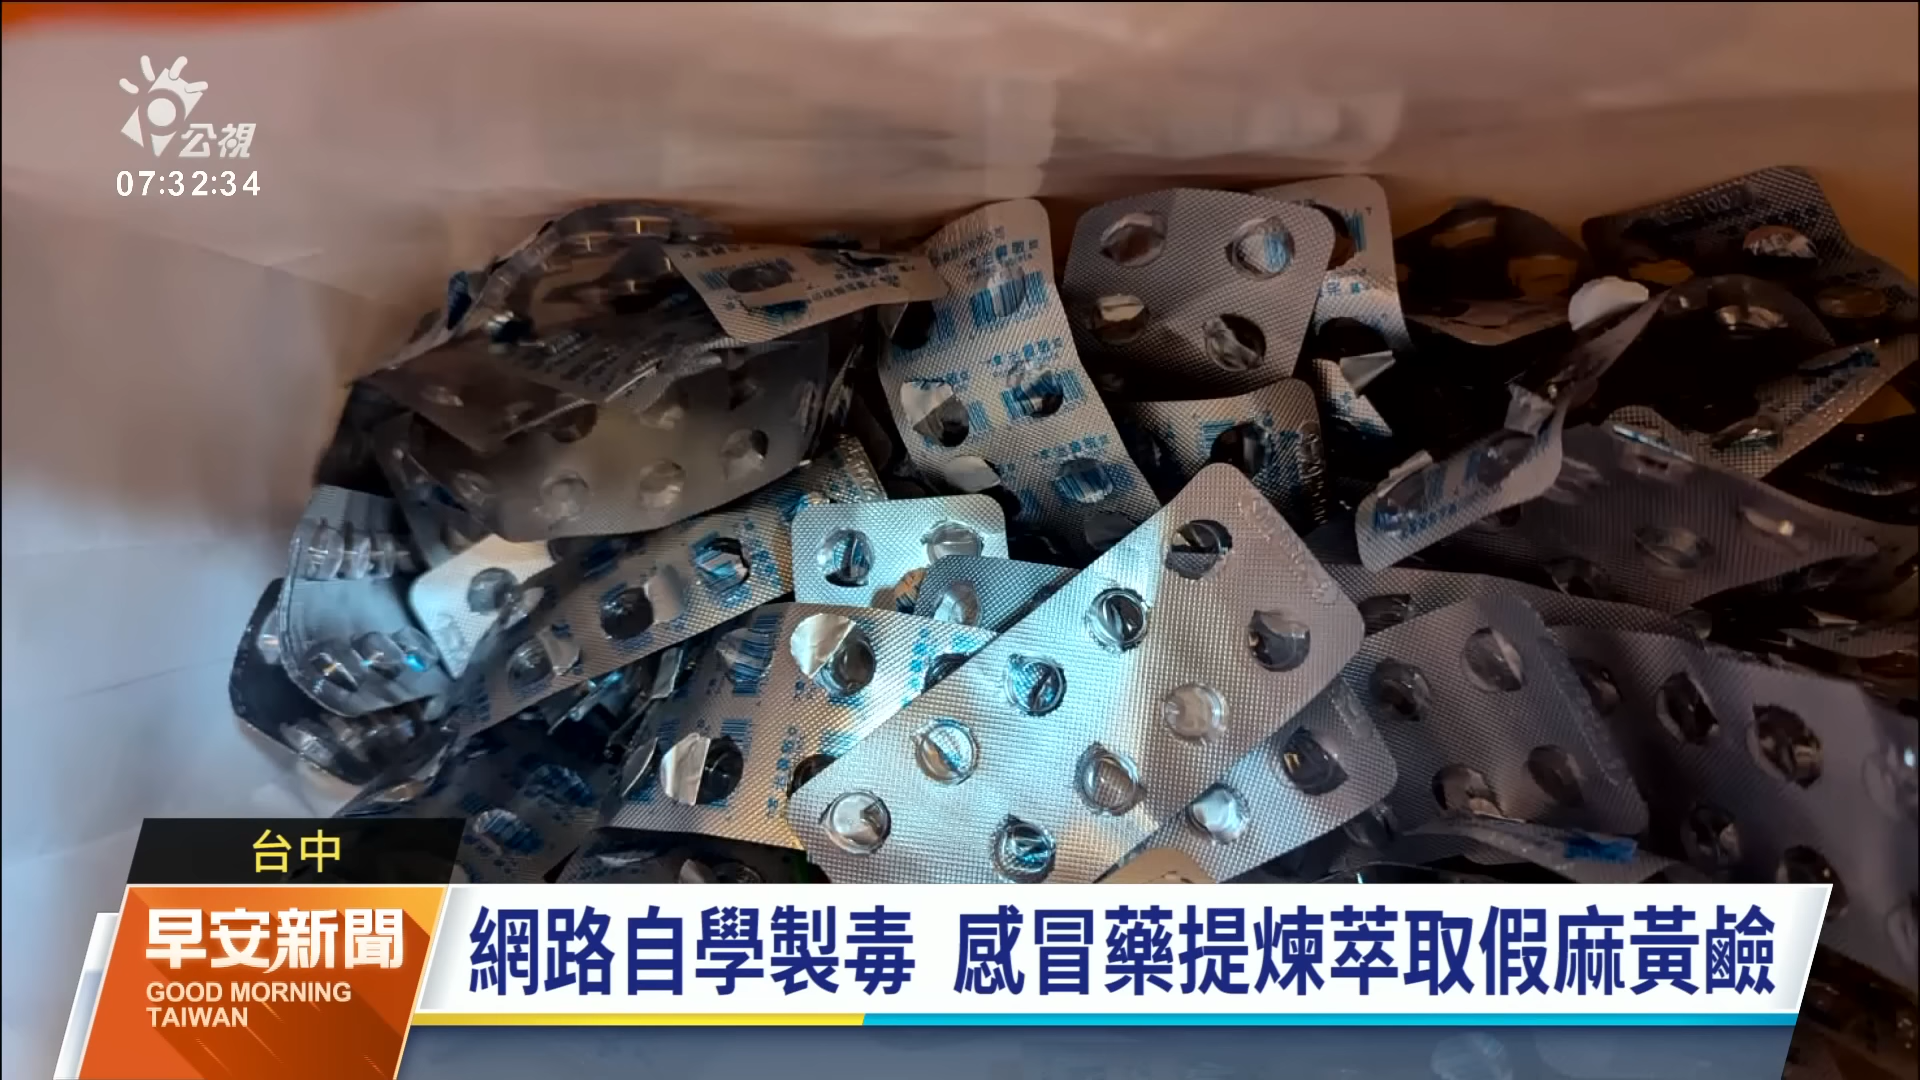 公視
07:32:34
台中
早安新聞
GOOD MORNING
TAIWAN
網路自學製毒 感冒藥提煉萃取假麻黃鹼